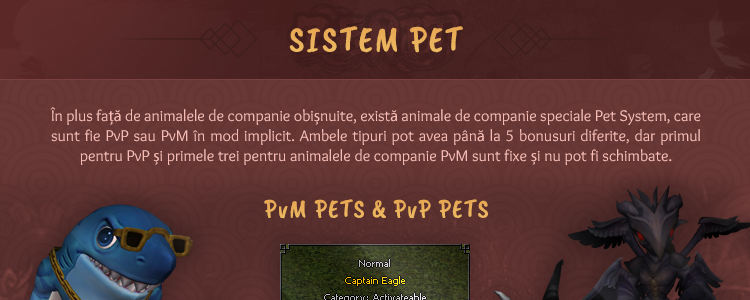 SISTEM PET
În plus față de animalele de companie obișnuite, există animale de companie speciale Pet System, care
sunt fie PvP sau PvM în mod implicit. Ambele tipuri pot avea până la 5 bonusuri diferite, dar primul
pentru PvP și primele trei pentru animalele de companie PvM sunt fixe și nu pot fi schimbate.
PvM PETS & PvP PETS
Normal
Captain Eagle
Category: Activateable